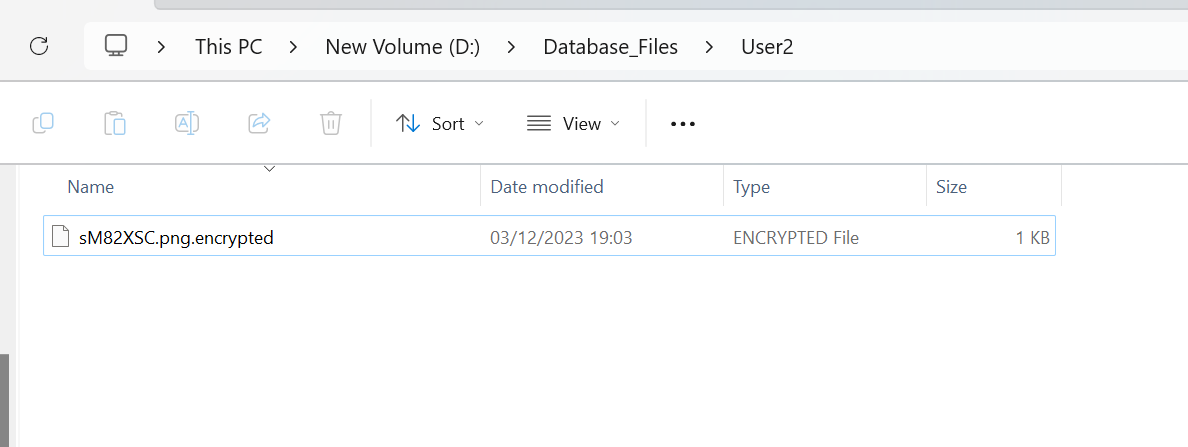 This PC > New Volume (D:) > Database_Files > User2
Sort View
Name Date modified Type Size
sM82XSC.png.encrypted 03/12/2023 19:03 ENCRYPTED File 1 KB